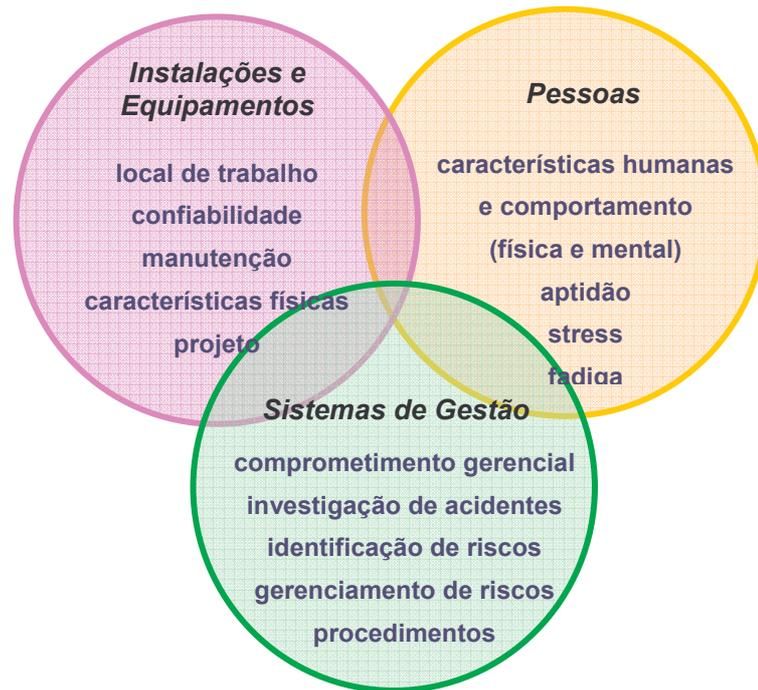 Instalações e
Equipamentos
local de trabalho
confiabilidade
manutenção
características físicas
projeto
Pessoas
características humanas
e comportamento
(física e mental)
aptidão
stress
fadiga
Sistemas de Gestão
comprometimento gerencial
investigação de acidentes
identificação de riscos
gerenciamento de riscos
procedimentos